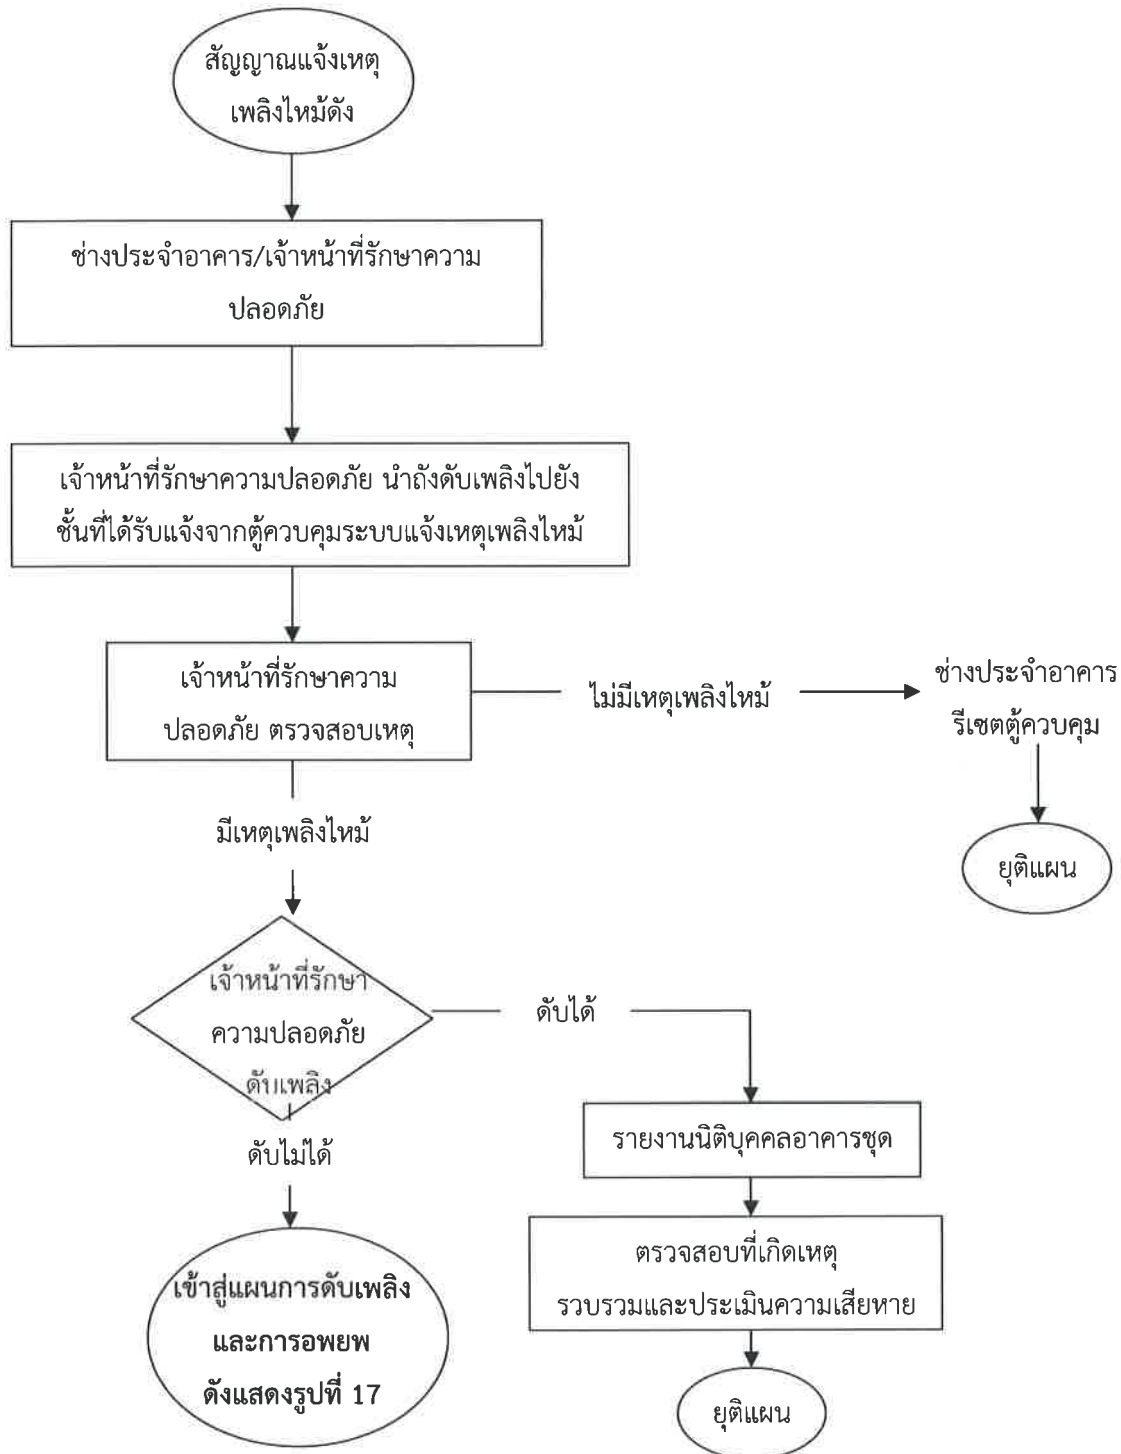 สัญญาณแจ้งเหตุ
เพลิงไหม้ดัง
ช่างประจำอาคาร/เจ้าหน้าที่รักษาความ
ปลอดภัย
เจ้าหน้าที่รักษาความปลอดภัย นำถังดับเพลิงไปยัง
ชั้นที่ได้รับแจ้งจากตู้ควบคุมระบบแจ้งเหตุเพลิงไหม้
เจ้าหน้าที่รักษาความ
ปลอดภัย ตรวจสอบเหตุ
ไม่มีเหตุเพลิงไหม้
ช่างประจำอาคาร
รีเซตตู้ควบคุม
ยุติแผน
มีเหตุเพลิงไหม้
เจ้าหน้าที่รักษา
ความปลอดภัย
ดับเพลิง
ดับได้
รายงานนิติบุคคลอาคารชุด
ตรวจสอบที่เกิดเหตุ
รวบรวมและประเมินความเสียหาย
ยุติแผน
ดับไม่ได้
เข้าสู่แผนการดับเพลิง
และการอพยพ
ดังแสดงรูปที่ 17